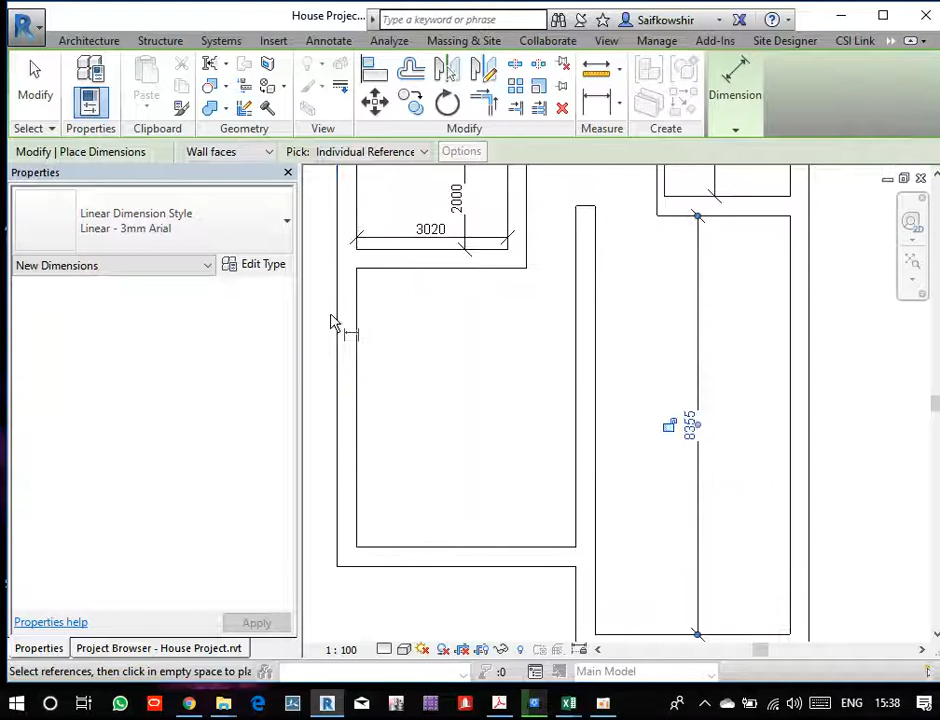 House Projec...
Type a keyword or phrase
Saifkowshir
Architecture Structure Systems Insert Annotate Analyze Massing & Site Collaborate View Manage Add-Ins Site Designer CSI Link
Modify
Properties
Paste
Dimension
Select Properties Clipboard Geometry View Modify Measure Create
Modify | Place Dimensions Wall faces Pick: Individual Reference Options
Properties
Linear Dimension Style
Linear - 3mm Arial
New Dimensions Edit Type
2000
3020
8355
Properties help Apply
Properties Project Browser - House Project.rvt
1 : 100
Select references, then click in empty space to pla
:0
Main Model
ENG 15:38